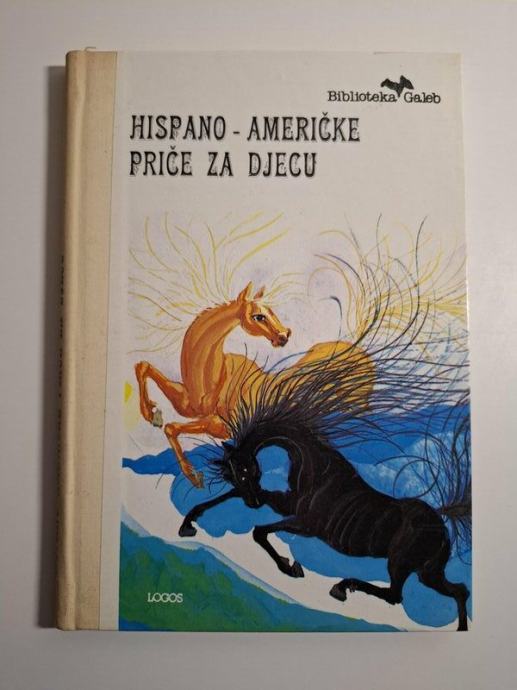 Biblioteka Galeb
HISPANO - AMERIČKE
PRIČE ZA DJECU
LOGOS